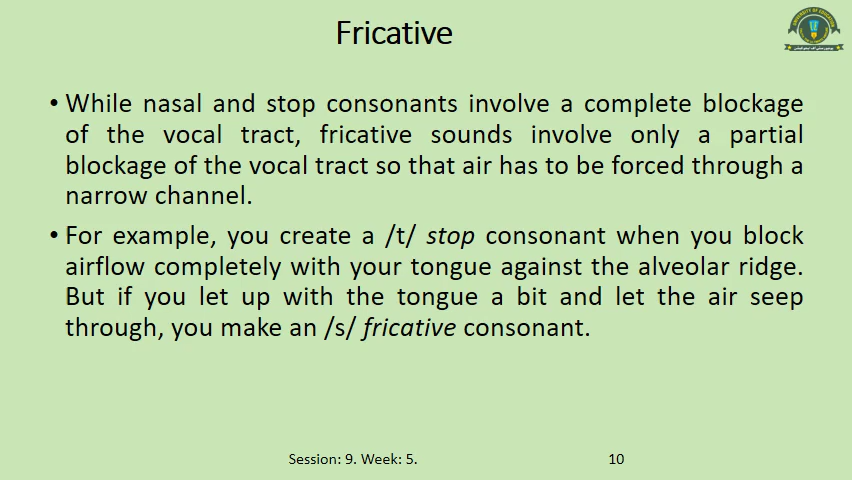 Fricative
UNIVERSITY OF EDUCATION
• While nasal and stop consonants involve a complete blockage
of the vocal tract, fricative sounds involve only a partial
blockage of the vocal tract so that air has to be forced through a
narrow channel.
• For example, you create a /t/ stop consonant when you block
airflow completely with your tongue against the alveolar ridge.
But if you let up with the tongue a bit and let the air seep
through, you make an /s/ fricative consonant.
Session: 9. Week: 5.
10